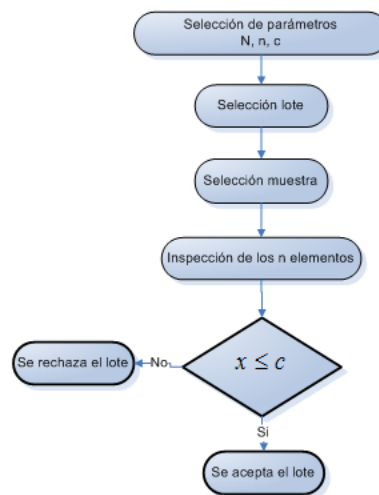 Selección de parámetros
N, n, c
Selección lote
Selección muestra
Inspección de los n elementos
x ≤ c
No
Se rechaza el lote
Si
Se acepta el lote